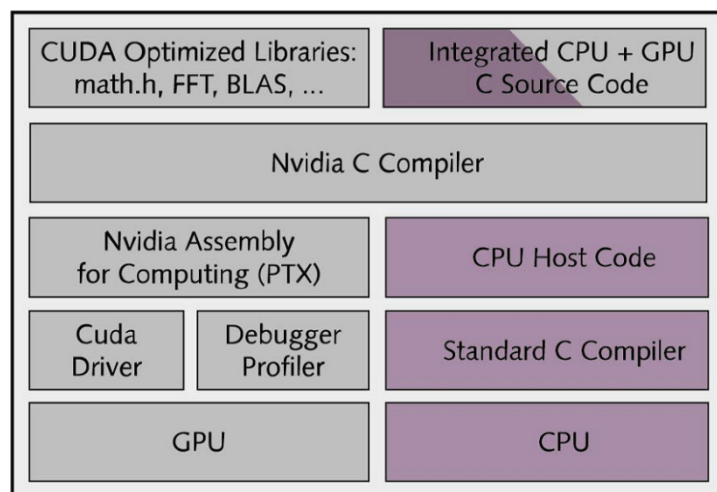 CUDA Optimized Libraries:
math.h, FFT, BLAS, ...
Integrated CPU + GPU
C Source Code
Nvidia C Compiler
Nvidia Assembly
for Computing (PTX)
CPU Host Code
Cuda
Driver
Debugger
Profiler
Standard C Compiler
GPU
CPU